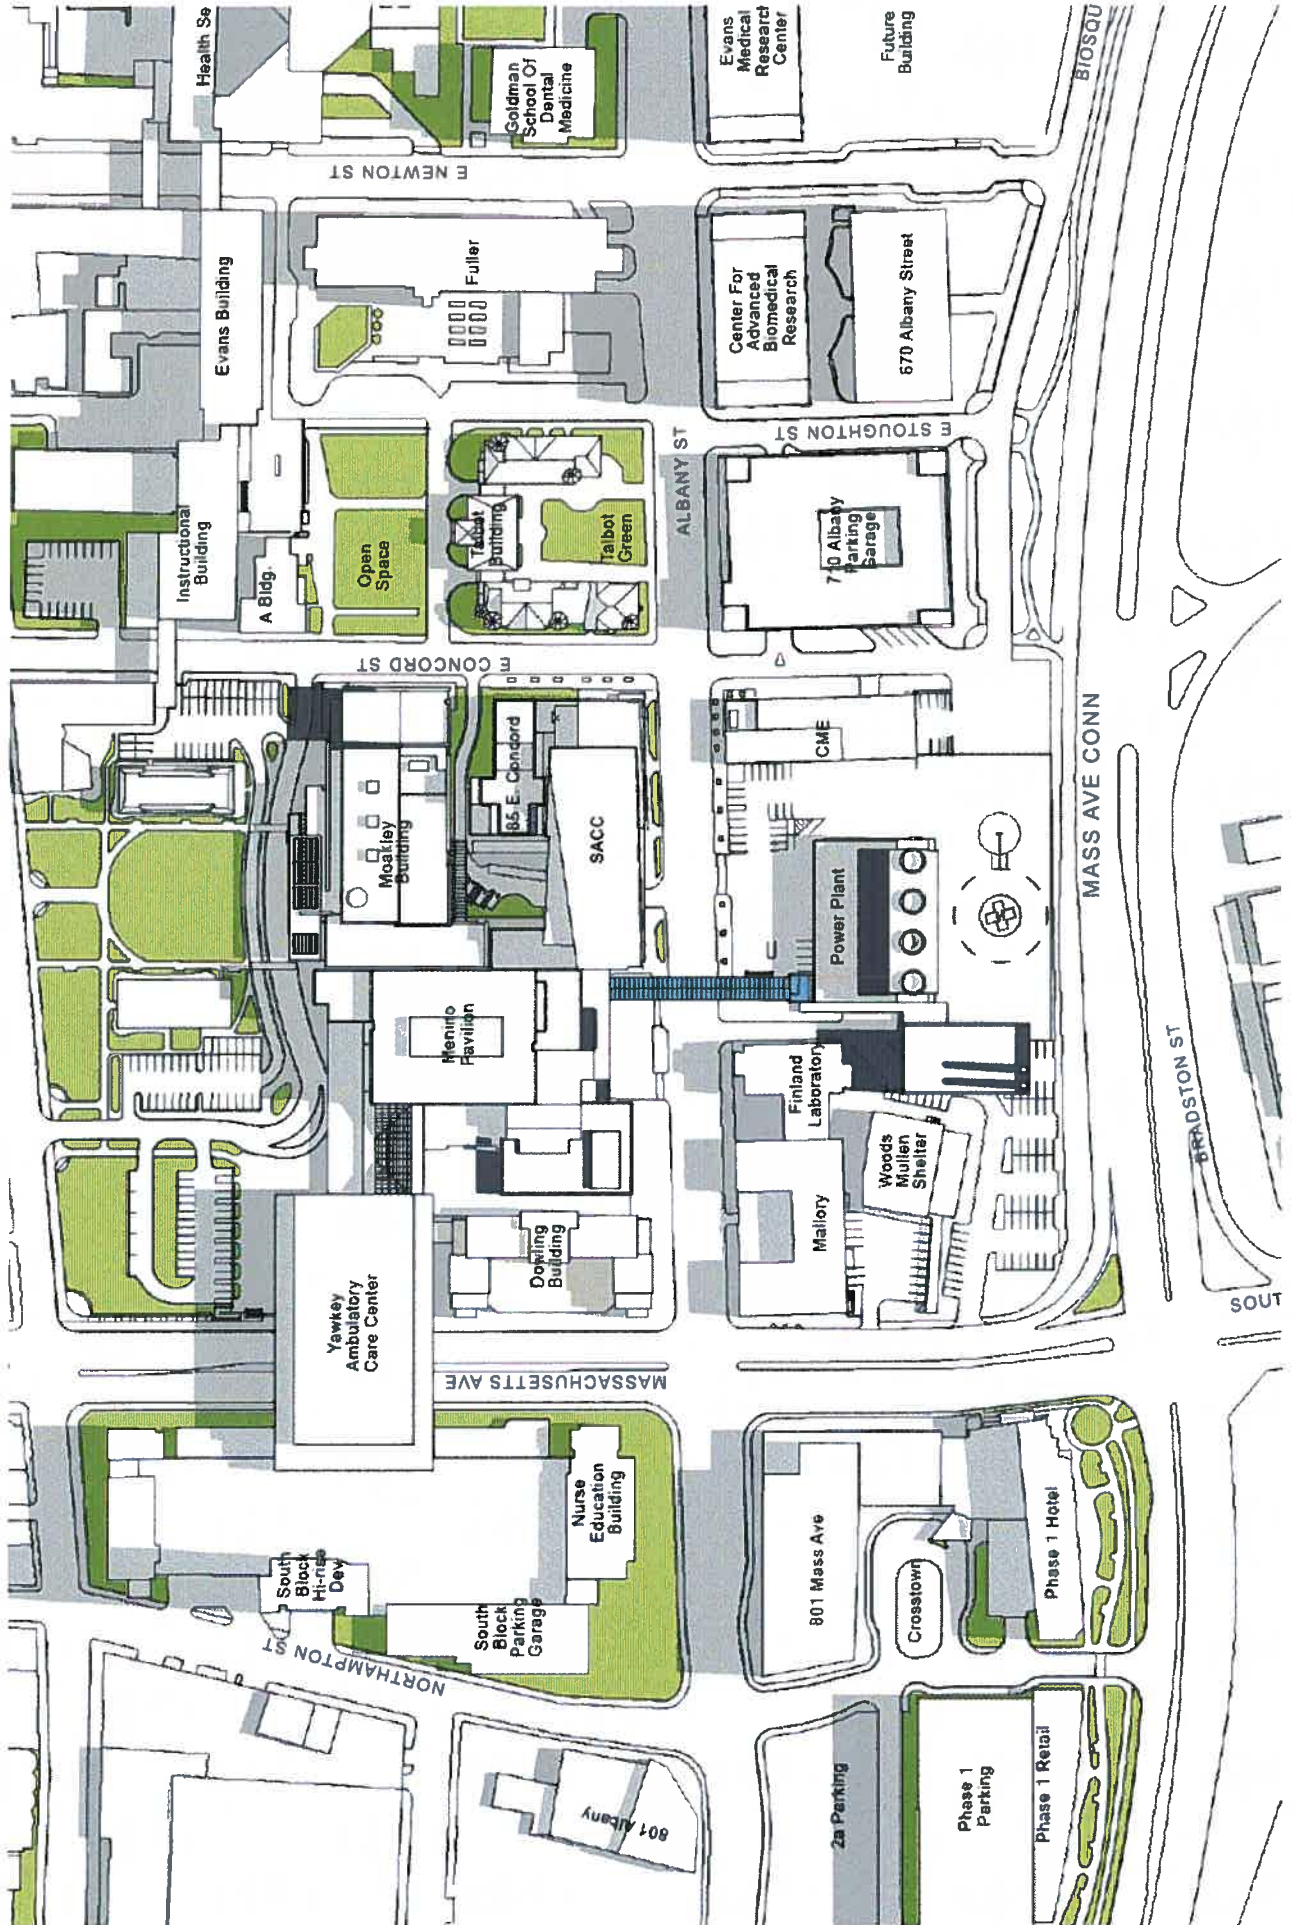 Health Se
Goldman
School Of
Dental
Medicine
Evans
Medical
Research
Center
Future
Building
BIOSQU
E NEWTON ST
Evans Building
Fuller
Center For
Advanced
Biomedical
Research
670 Albany Street
E STOUGHTON ST
ALBANY ST
Instructional
Building
A Bldg.
Open
Space
Talbot
Building
Talbot
Green
710 Albany
Parking
Garage
E CONCORD ST
Moakley
Building
85 E. Concord
SACC
CME
MASS AVE CONN
Power Plant
Menino
Pavilion
Finland
Laboratory
Woods
Mullen
Shelter
BRADSTON ST
Mallory
Dowling
Building
Yawkey
Ambulatory
Care Center
SOUT
MASSACHUSETTS AVE
Nurse
Education
Building
South
Block
Hi-rise
Dev
South
Block
Parking
Garage
NORTHAMPTON ST
801 Mass Ave
Crosstown
Phase 1 Hotel
801 Albany
2a Parking
Phase 1
Parking
Phase 1 Retail